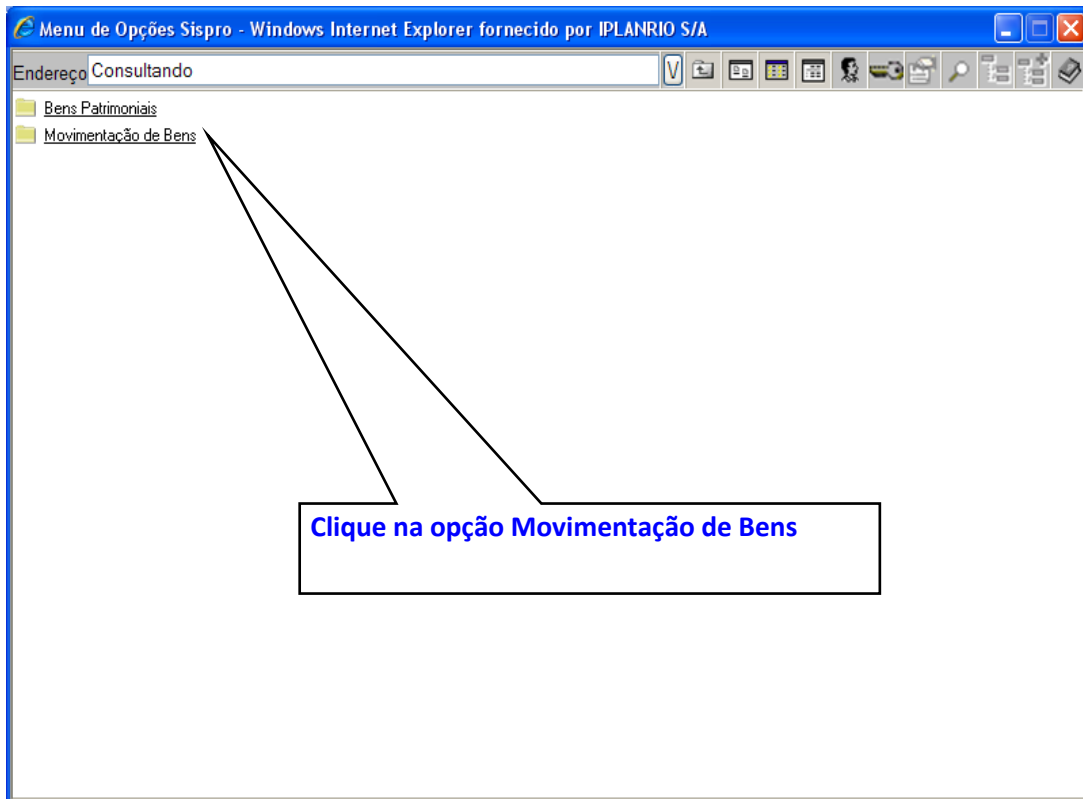 Menu de Opções Sispro - Windows Internet Explorer fornecido por IPLANRIO S/A
Endereço Consultando V
Bens Patrimoniais
Movimentação de Bens
Clique na opção Movimentação de Bens